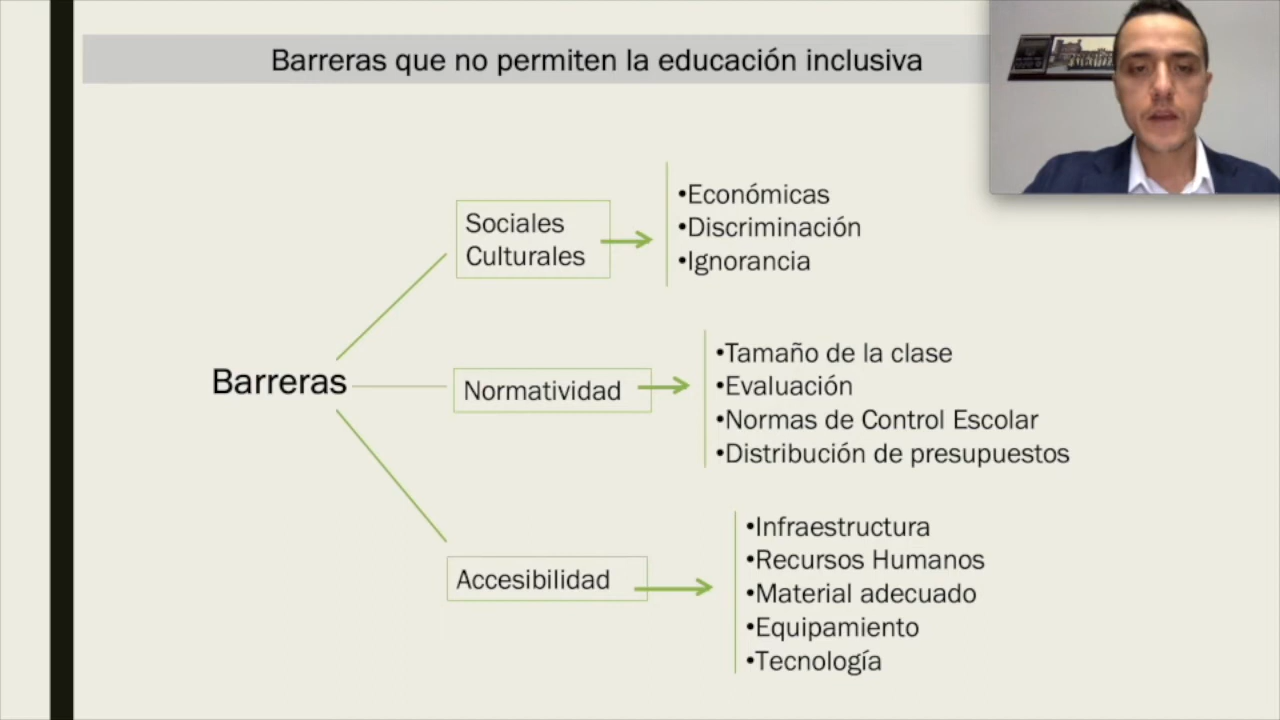 Barreras que no permiten la educación inclusiva
Sociales
Culturales
•Económicas
•Discriminación
•Ignorancia
Barreras
Normatividad
•Tamaño de la clase
•Evaluación
•Normas de Control Escolar
•Distribución de presupuestos
Accesibilidad
•Infraestructura
•Recursos Humanos
•Material adecuado
•Equipamiento
•Tecnología